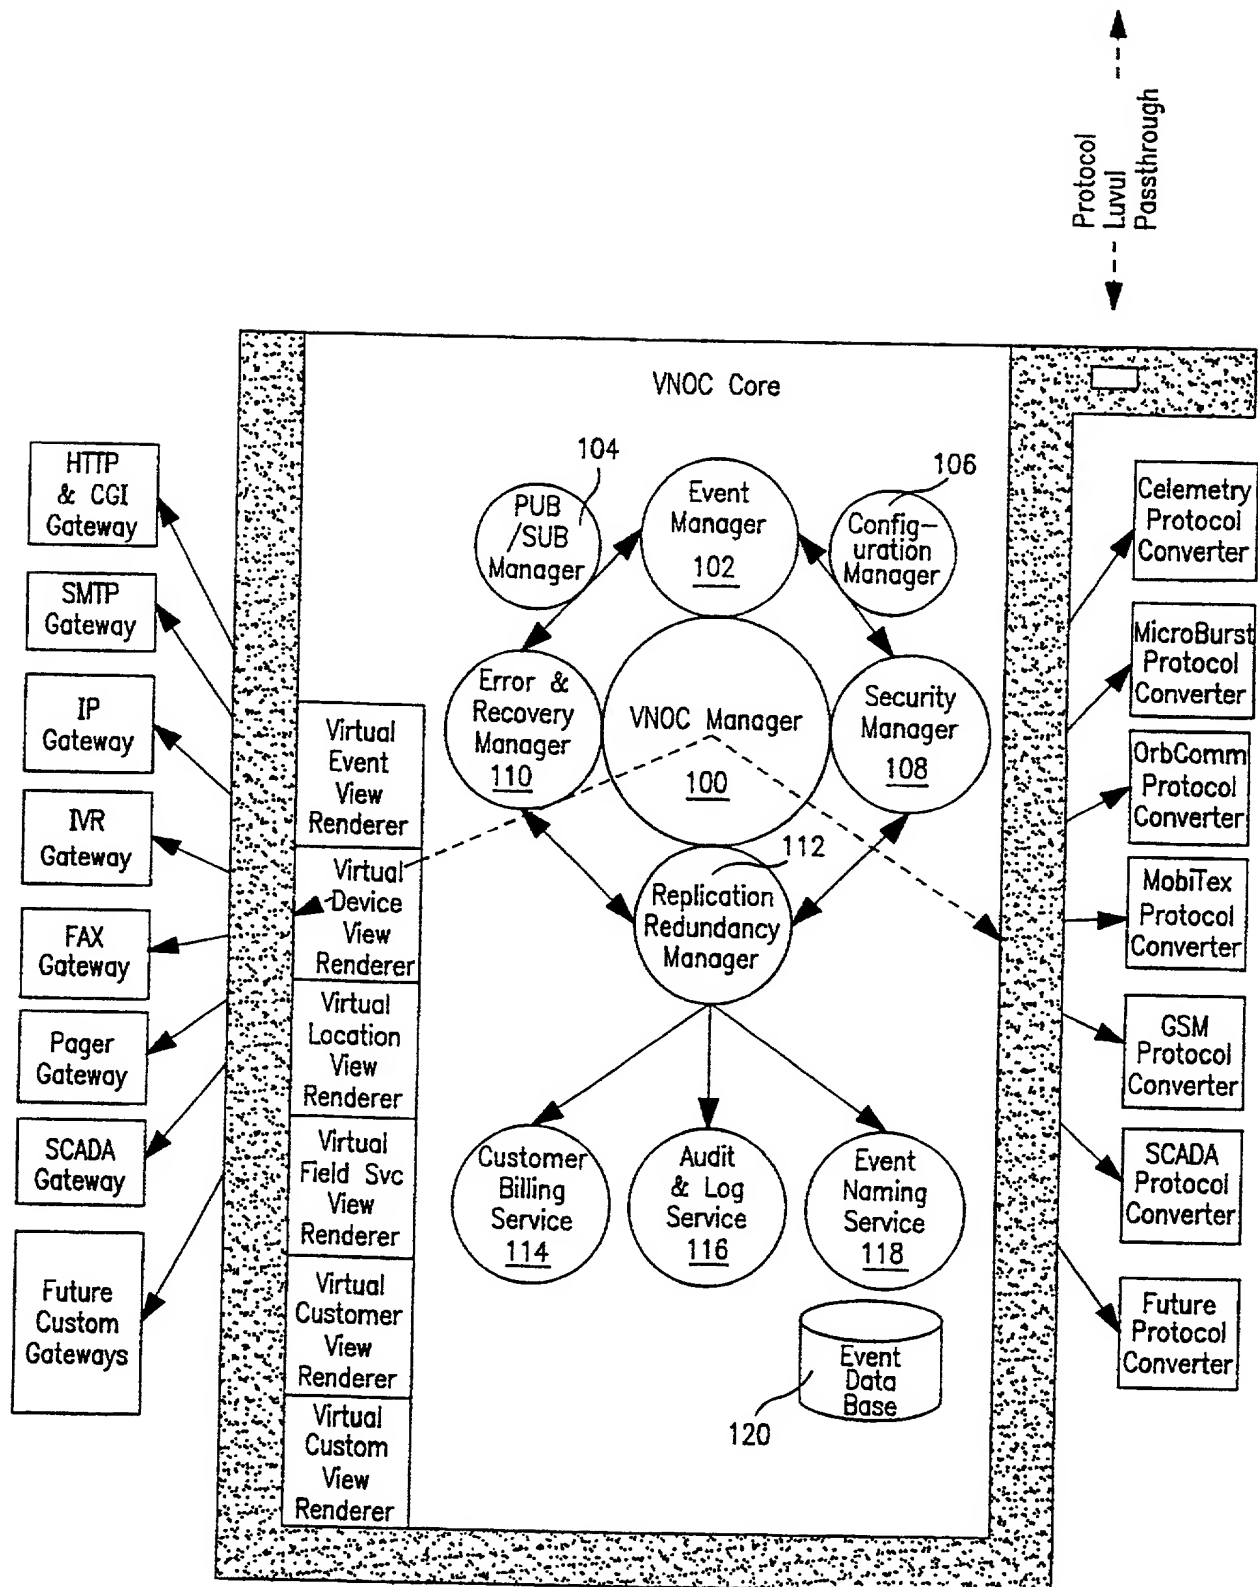 Protocol
Luvul
Passthrough
VNOC Core
104
PUB
/SUB
Manager
Event
Manager
102
106
Config-
uration
Manager
Error &
Recovery
Manager
110
VNOC Manager
100
Security
Manager
108
112
Replication
Redundancy
Manager
Customer
Billing
Service
114
Audit
& Log
Service
116
Event
Naming
Service
118
Event
Data
Base
120
HTTP
& CGI
Gateway
SMTP
Gateway
IP
Gateway
IVR
Gateway
FAX
Gateway
Pager
Gateway
SCADA
Gateway
Future
Custom
Gateways
Virtual
Event
View
Renderer
Virtual
Device
View
Renderer
Virtual
Location
View
Renderer
Virtual
Field Svc
View
Renderer
Virtual
Customer
View
Renderer
Virtual
Custom
View
Renderer
Celemetry
Protocol
Converter
MicroBurst
Protocol
Converter
OrbComm
Protocol
Converter
MobiTex
Protocol
Converter
GSM
Protocol
Converter
SCADA
Protocol
Converter
Future
Protocol
Converter